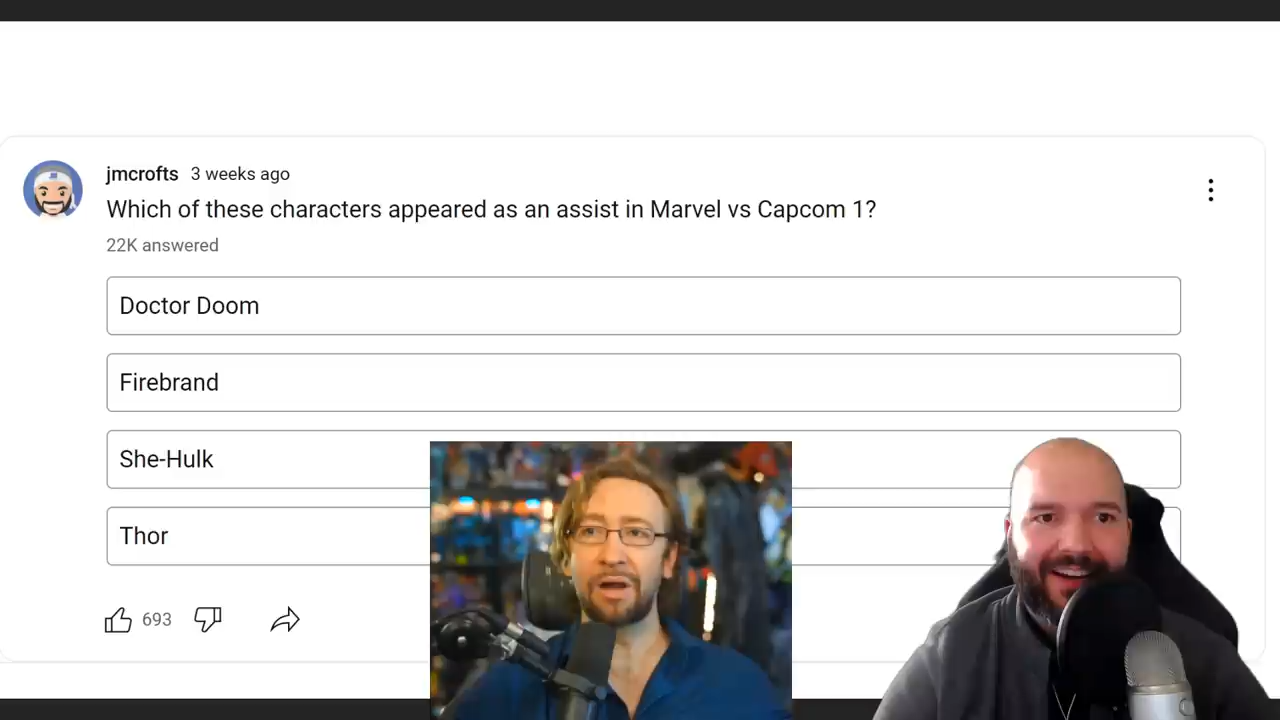 jmcrofts 3 weeks ago
Which of these characters appeared as an assist in Marvel vs Capcom 1?
22K answered
Doctor Doom
Firebrand
She-Hulk
Thor
693